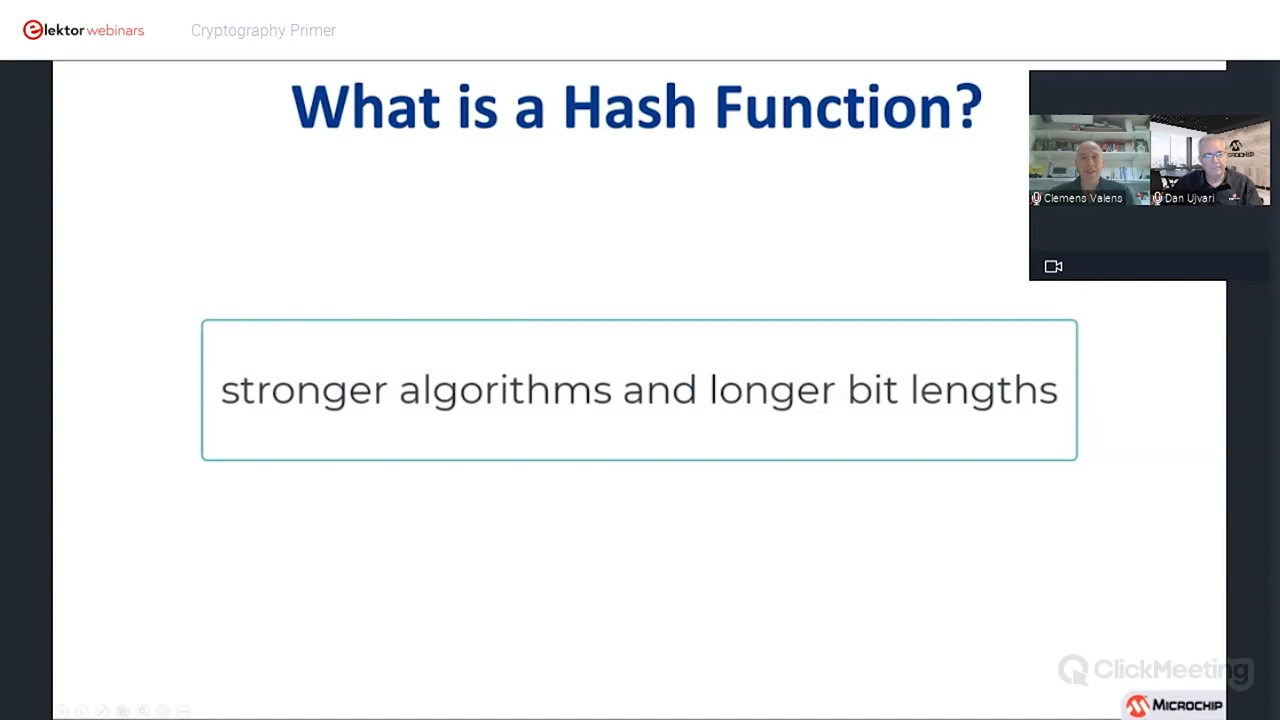 elektor webinars
Cryptography Primer
What is a Hash Function?
MICROCHIP
Clemens Valens
Dan Ujvari
stronger algorithms and longer bit lengths
ClickMeeting
MICROCHIP